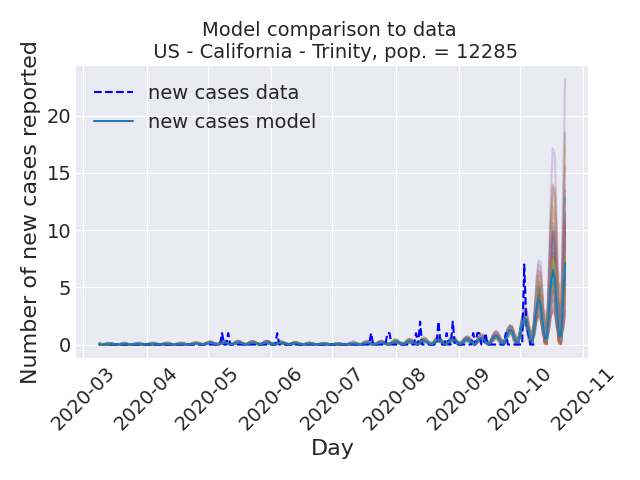 Model comparison to data
US - California - Trinity, pop. = 12285
Number of new cases reported
new cases data
new cases model
20
15
10
5
0
2020-03
2020-04
2020-05
2020-06
2020-07
2020-08
2020-09
2020-10
2020-11
Day